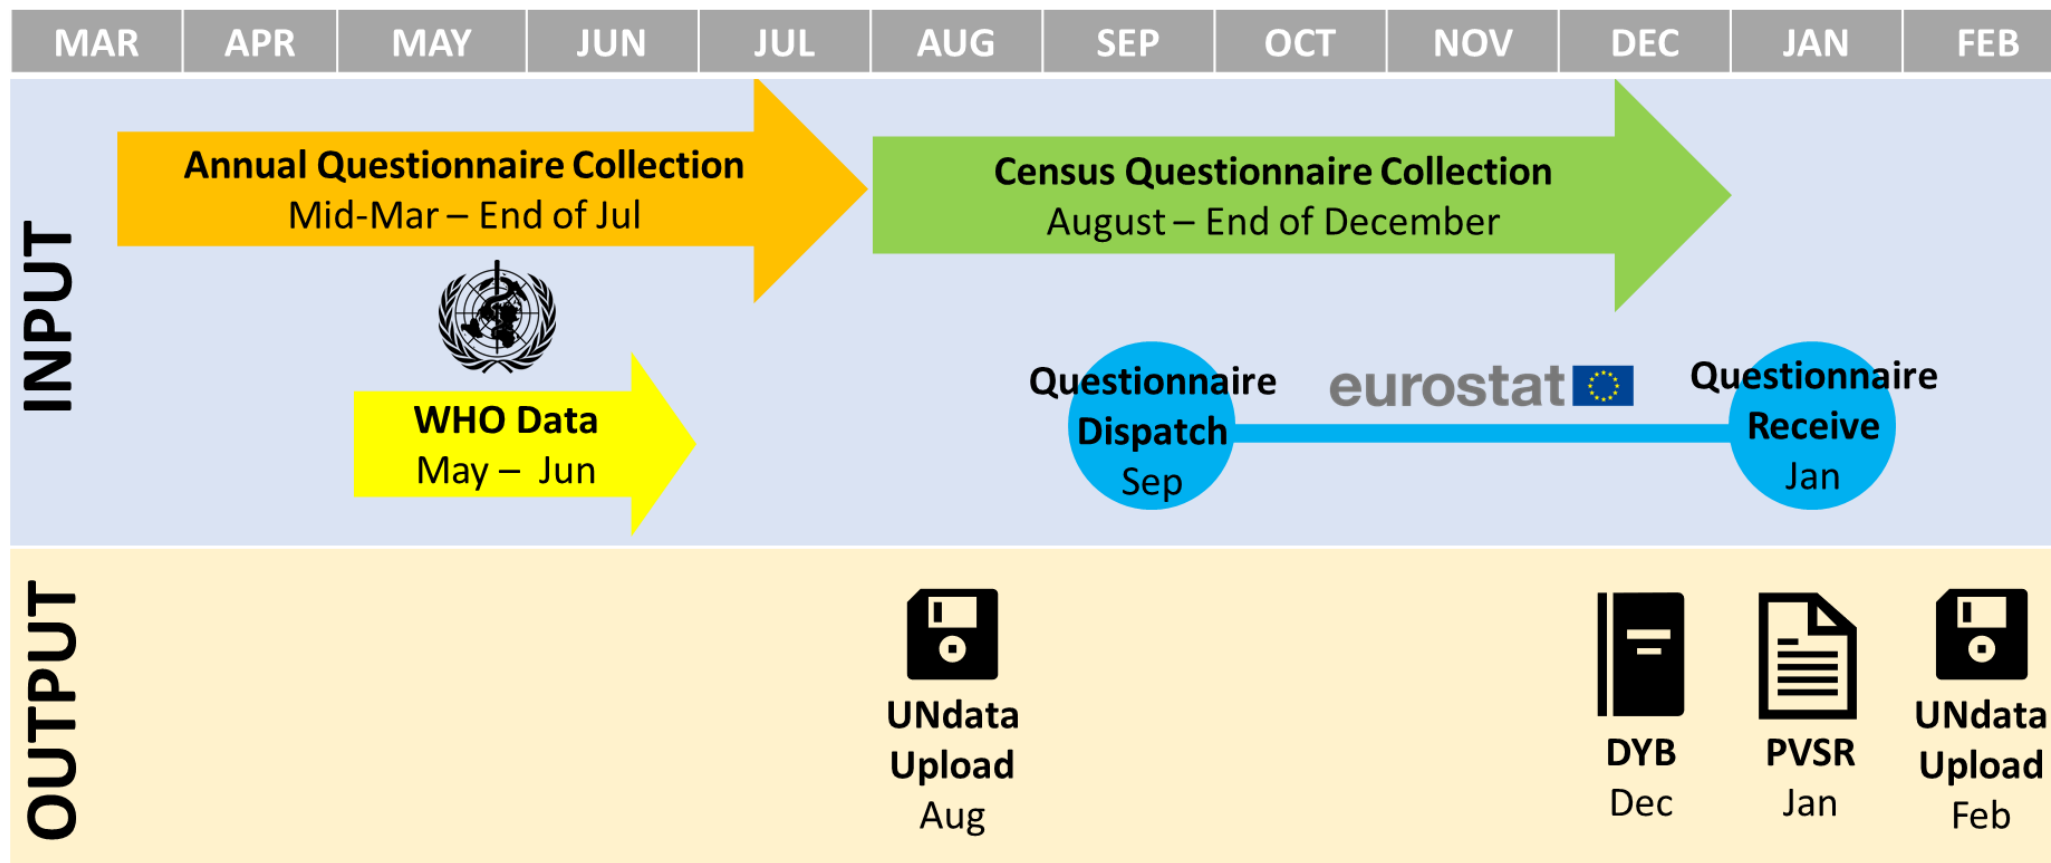 MAR APR MAY JUN JUL AUG SEP OCT NOV DEC JAN FEB
INPUT
Annual Questionnaire Collection
Mid-Mar – End of Jul
Census Questionnaire Collection
August – End of December
WHO Data
May – Jun
Questionnaire
Dispatch
Sep
eurostat
Questionnaire
Receive
Jan
OUTPUT
UNdata
Upload
Aug
DYB
Dec
PVSR
Jan
UNdata
Upload
Feb